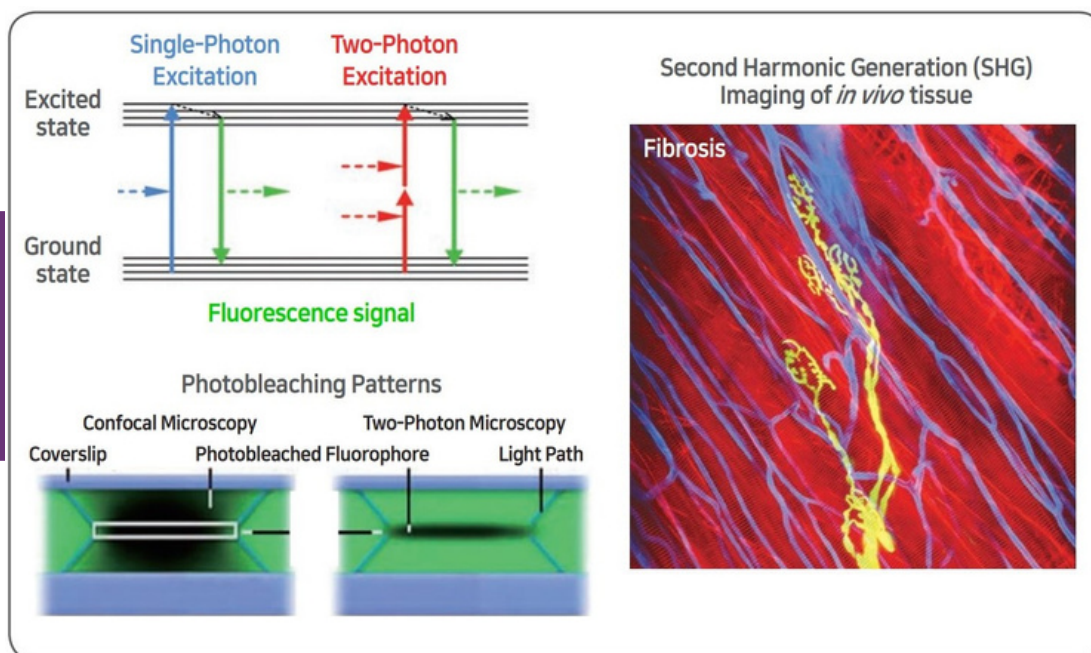 Single-Photon
Excitation
Two-Photon
Excitation
Excited
state
Ground
state
Fluorescence signal
Photobleaching Patterns
Confocal Microscopy
Two-Photon Microscopy
Coverslip
Photobleached Fluorophore
Light Path
Second Harmonic Generation (SHG)
Imaging of in vivo tissue
Fibrosis